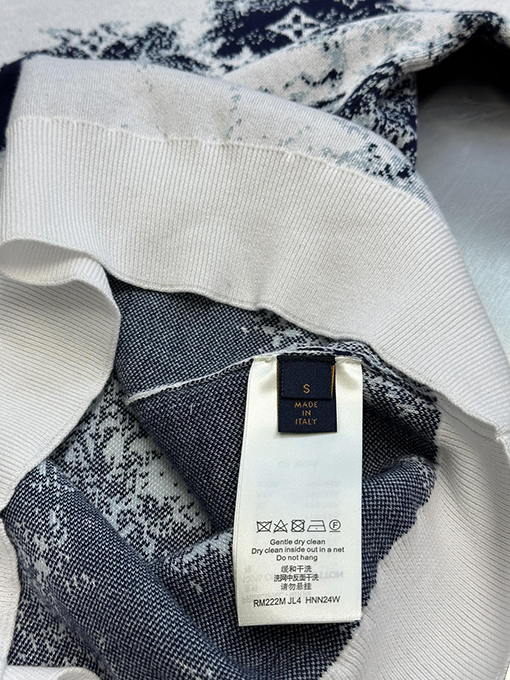 S
MADE
IN
ITALY
Gentle dry clean
Dry clean inside out in a net
Do not hang
缓和干洗
洗网中反面干洗
请勿悬挂
RM222M JL4 HNN24W